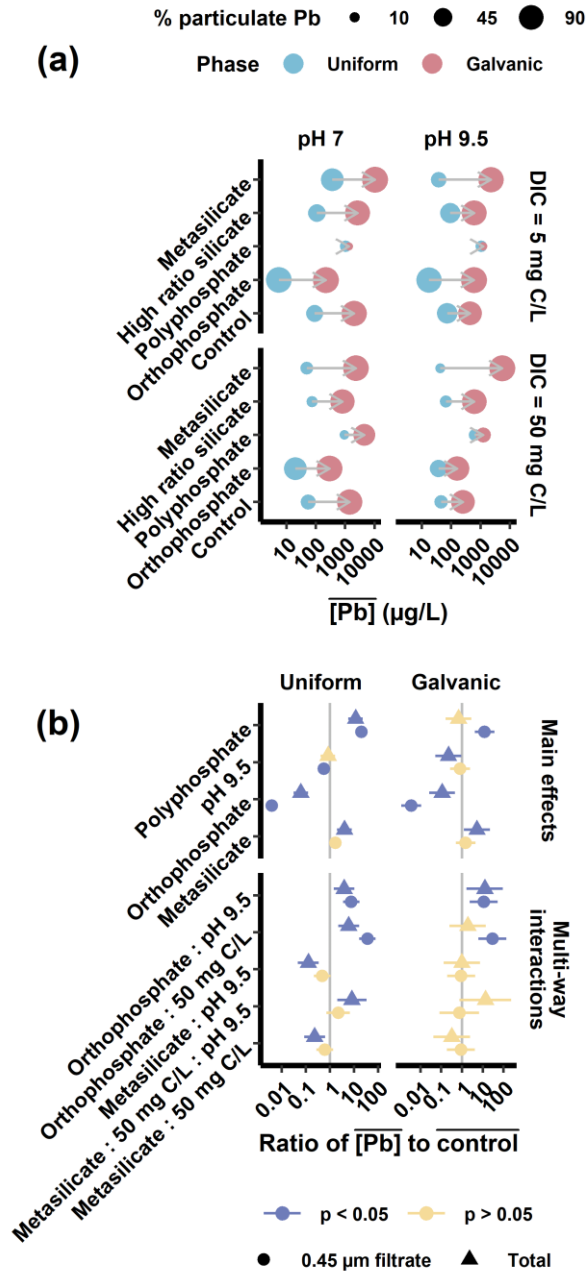 % particulate Pb 10 45 90
(a)
Phase Uniform Galvanic
pH 7 pH 9.5
Metasilicate
High ratio silicate
Polyphosphate
Orthophosphate
Control
DIC = 5 mg C/L
Metasilicate
High ratio silicate
Polyphosphate
Orthophosphate
Control
DIC = 50 mg C/L
10 100 1000 10000 10 100 1000 10000
[Pb] (µg/L)
(b)
Uniform Galvanic
Polyphosphate
pH 9.5
Orthophosphate
Metasilicate
Main effects
Orthophosphate : pH 9.5
Orthophosphate : 50 mg C/L
Metasilicate : pH 9.5
Metasilicate : 50 mg C/L : pH 9.5
Metasilicate : 50 mg C/L
Multi-way
interactions
0.01 0.1 1 10 100 0.01 0.1 1 10 100
Ratio of [Pb] to control
p < 0.05 p > 0.05
0.45 µm filtrate Total